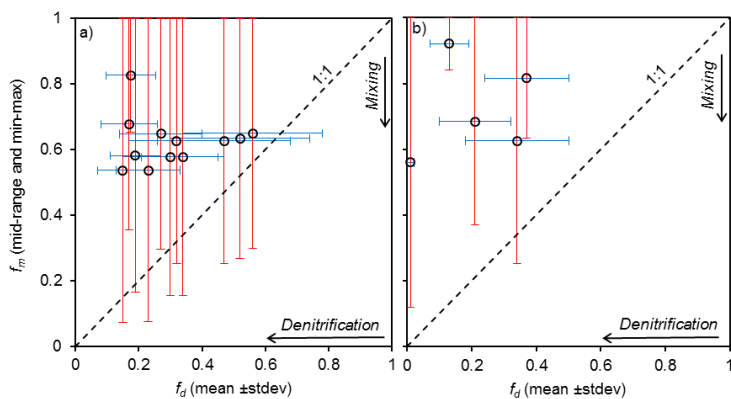 a)
1:1
Mixing
Denitrification
1
0.8
0.6
0.4
0.2
0
0 0.2 0.4 0.6 0.8 1
f_m (mid-range and min-max)
f_d (mean ±stdev)
b)
1:1
Mixing
Denitrification
0 0.2 0.4 0.6 0.8 1
f_d (mean ±stdev)